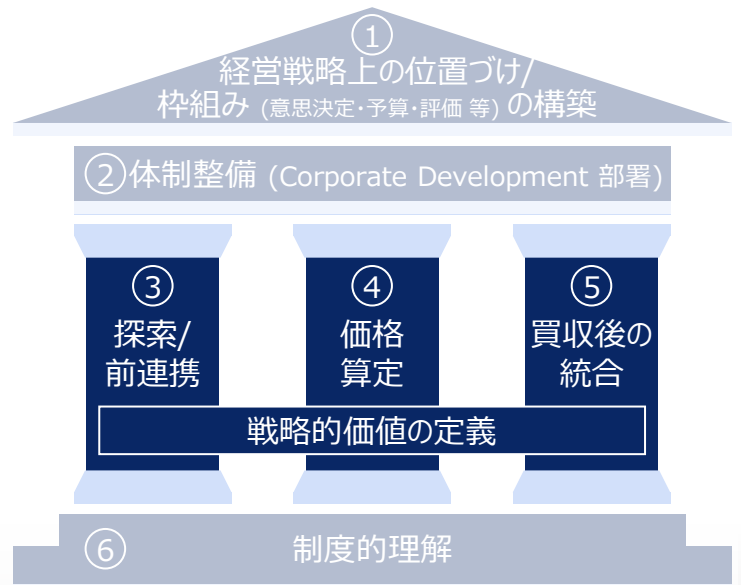 ①
経営戦略上の位置づけ/
枠組み (意思決定･予算･評価 等) の構築
②体制整備 (Corporate Development 部署)
③
探索/
前連携
④
価格
算定
⑤
買収後の
統合
戦略的価値の定義
⑥ 制度的理解